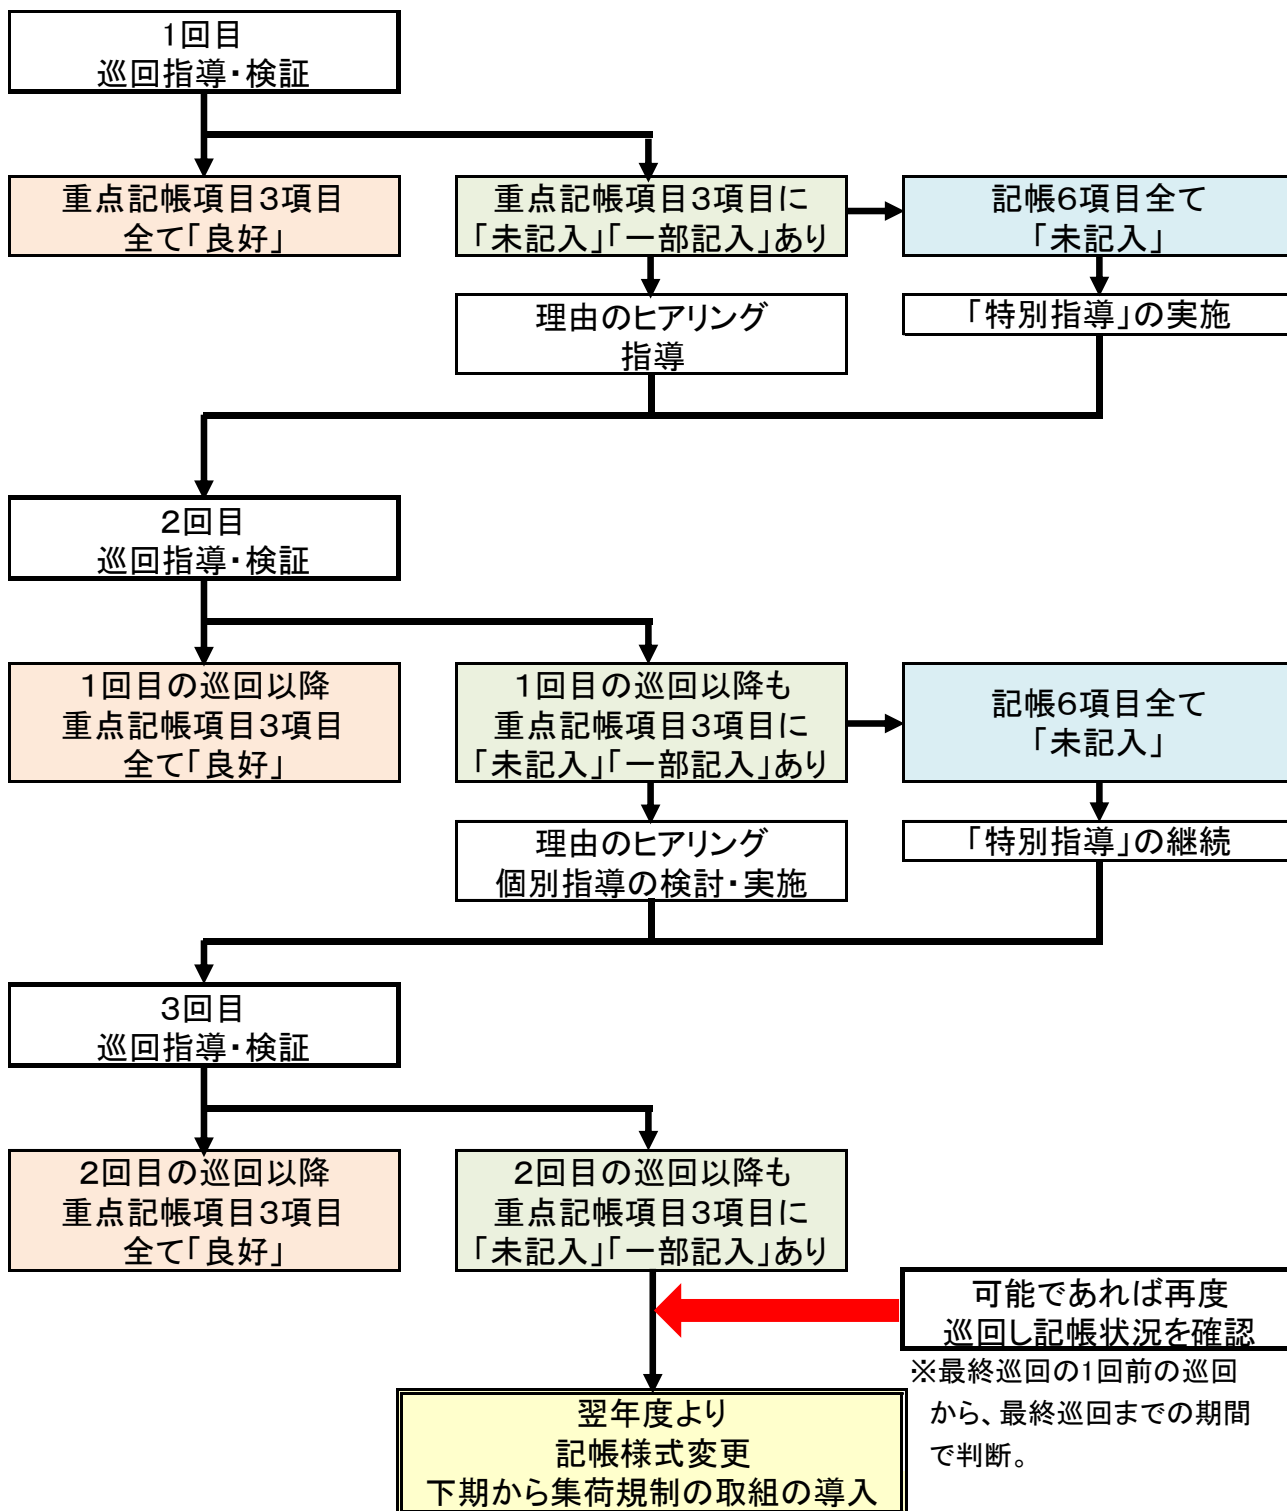 1回目
巡回指導・検証
重点記帳項目3項目
全て「良好」
重点記帳項目3項目に
「未記入」「一部記入」あり
記帳6項目全て
「未記入」
理由のヒアリング
指導
「特別指導」の実施
2回目
巡回指導・検証
1回目の巡回以降
重点記帳項目3項目
全て「良好」
1回目の巡回以降も
重点記帳項目3項目に
「未記入」「一部記入」あり
記帳6項目全て
「未記入」
理由のヒアリング
個別指導の検討・実施
「特別指導」の継続
3回目
巡回指導・検証
2回目の巡回以降
重点記帳項目3項目
全て「良好」
2回目の巡回以降も
重点記帳項目3項目に
「未記入」「一部記入」あり
可能であれば再度
巡回し記帳状況を確認
※最終巡回の1回前の巡回
から、最終巡回までの期間
で判断。
翌年度より
記帳様式変更
下期から集荷規制の取組の導入